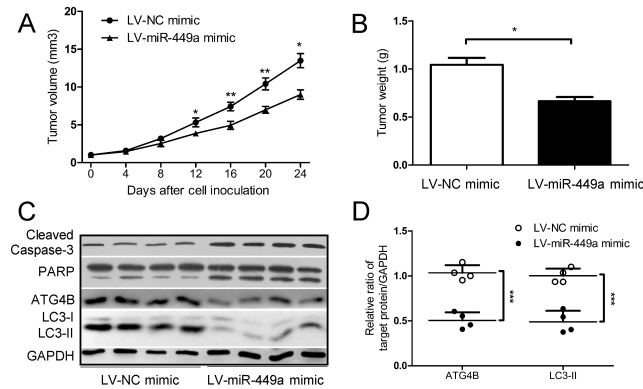 A
LV-NC mimic
LV-miR-449a mimic
Tumor volume (mm3)
20
15
10
5
0
0 4 8 12 16 20 24
* ** ** *
Days after cell inoculation
B
Tumor weight (g)
1.5
1.0
0.5
0.0
*
LV-NC mimic LV-miR-449a mimic
C
Cleaved
Caspase-3
PARP
ATG4B
LC3-I
LC3-II
GAPDH
LV-NC mimic LV-miR-449a mimic
D
LV-NC mimic
LV-miR-449a mimic
Relative ratio of
target protein/GAPDH
1.5
1.0
0.5
0.0
***
***
ATG4B LC3-II